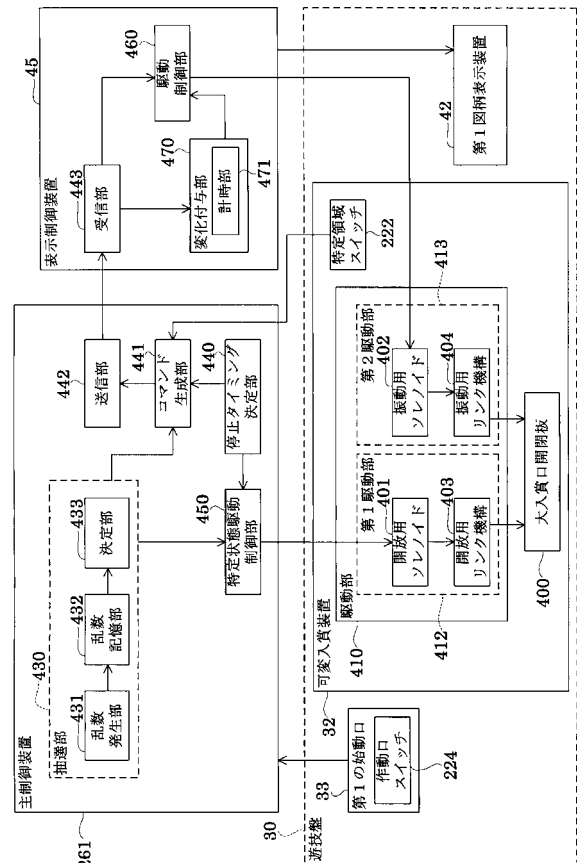 主制御装置
261
抽選部
430
431
乱数
発生部
432
乱数
記憶部
433
決定部
442
送信部
441
コマンド
生成部
440
停止タイミング
決定部
450
特定状態駆動
制御部
表示制御装置
45
443
受信部
460
駆動
制御部
470
変化付与部
計時部
471
遊技盤
30
第1の始動口
33
作動口
スイッチ
224
可変入賞装置
32
特定領域
スイッチ
222
駆動部
410
第1駆動部
412
401
開放用
ソレノイド
403
開放用
リンク機構
第2駆動部
413
402
振動用
ソレノイド
404
振動用
リンク機構
大入賞口開閉板
400
42
第1図柄表示装置